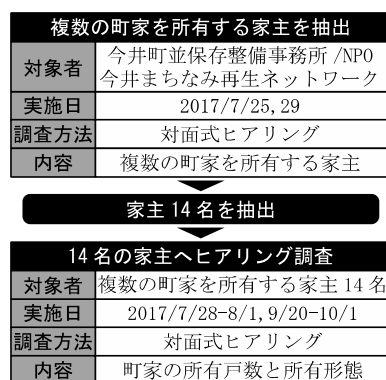 複数の町家を所有する家主を抽出
対象者
今井町並保存整備事務所/NPO
今井まちなみ再生ネットワーク
実施日 2017/7/25,29
調査方法 対面式ヒアリング
内容 複数の町家を所有する家主
家主14名を抽出
14名の家主へヒアリング調査
対象者 複数の町家を所有する家主14名
実施日 2017/7/28-8/1,9/20-10/1
調査方法 対面式ヒアリング
内容 町家の所有戸数と所有形態